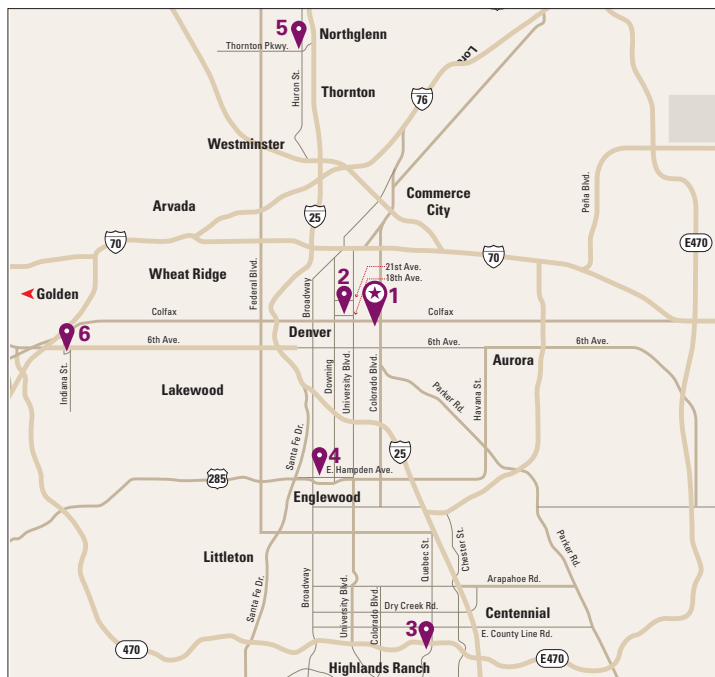 5
Northglenn
Thornton Pkwy.
Huron St.
Thornton
76
Westminster
Commerce
City
Peña Blvd.
Arvada
25
70
70
E470
Wheat Ridge
Federal Blvd.
Broadway
21st Ave.
18th Ave.
Golden
2
1
Colfax
Colfax
6
Denver
6th Ave.
6th Ave.
6th Ave.
Aurora
Indiana St.
Lakewood
Downing
University Blvd.
Colorado Blvd.
Parker Rd.
Havana St.
Santa Fe Dr.
4
25
E. Hampden Ave.
285
Englewood
Littleton
Quebec St.
Chester St.
Parker Rd.
Santa Fe Dr.
Broadway
University Blvd.
Colorado Blvd.
Arapahoe Rd.
Dry Creek Rd.
Centennial
3
E. County Line Rd.
470
E470
Highlands Ranch